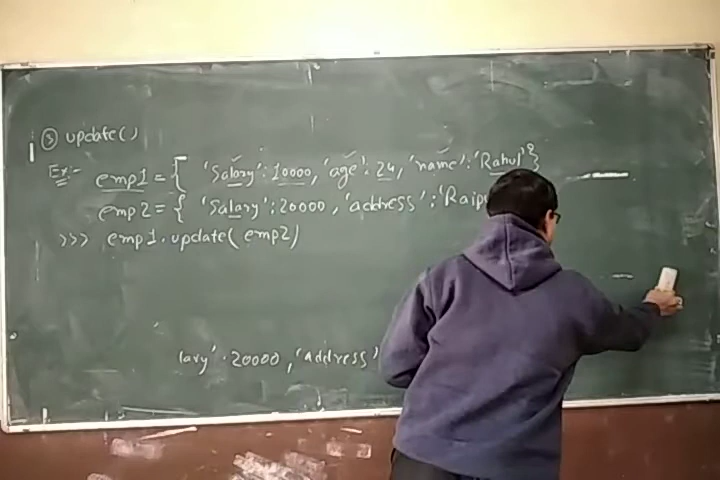 ③ update()
Ex:- emp1 = { 'Salary': 10000, 'age': 24, 'name': 'Rahul' }
emp2 = { 'Salary': 20000, 'address': 'Raip
>>> emp1.update(emp2)
lary' : 20000, 'address'